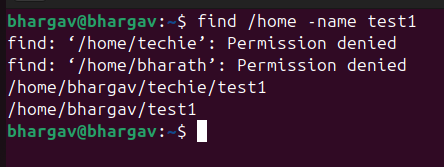 bhargav@bhargav:~$ find /home -name test1
find: ‘/home/techie’: Permission denied
find: ‘/home/bharath’: Permission denied
/home/bhargav/techie/test1
/home/bhargav/test1
bhargav@bhargav:~$